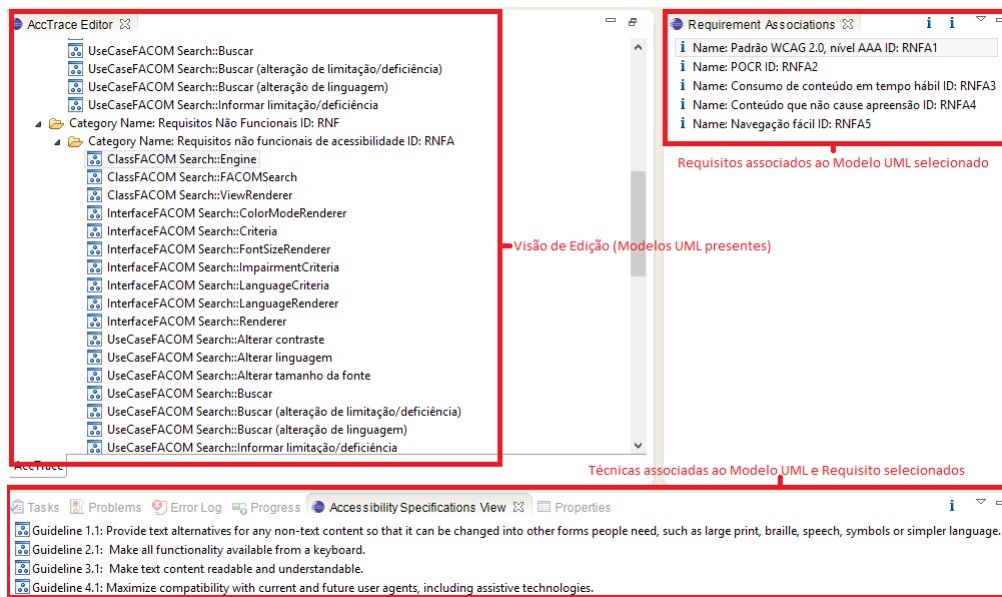 AccTrace Editor
UseCaseFACOM Search::Buscar
UseCaseFACOM Search::Buscar (alteração de limitação/deficiência)
UseCaseFACOM Search::Buscar (alteração de linguagem)
UseCaseFACOM Search::Informar limitação/deficiência
Category Name: Requisitos Não Funcionais ID: RNF
Category Name: Requisitos não funcionais de acessibilidade ID: RNFA
ClassFACOM Search::Engine
ClassFACOM Search::FACOMSearch
ClassFACOM Search::ViewRenderer
InterfaceFACOM Search::ColorModeRenderer
InterfaceFACOM Search::Criteria
InterfaceFACOM Search::FontSizeRenderer
InterfaceFACOM Search::ImpairmentCriteria
InterfaceFACOM Search::LanguageCriteria
InterfaceFACOM Search::LanguageRenderer
InterfaceFACOM Search::Renderer
UseCaseFACOM Search::Alterar contraste
UseCaseFACOM Search::Alterar linguagem
UseCaseFACOM Search::Alterar tamanho da fonte
UseCaseFACOM Search::Buscar
UseCaseFACOM Search::Buscar (alteração de limitação/deficiência)
UseCaseFACOM Search::Buscar (alteração de linguagem)
UseCaseFACOM Search::Informar limitação/deficiência
AccTrace
Visão de Edição (Modelos UML presentes)
Requirement Associations
Name: Padrão WCAG 2.0, nível AAA ID: RNFA1
Name: POCR ID: RNFA2
Name: Consumo de conteúdo em tempo hábil ID: RNFA3
Name: Conteúdo que não cause apreensão ID: RNFA4
Name: Navegação fácil ID: RNFA5
Requisitos associados ao Modelo UML selecionado
Técnicas associadas ao Modelo UML e Requisito selecionados
Tasks Problems Error Log Progress Accessibility Specifications View Properties
Guideline 1.1: Provide text alternatives for any non-text content so that it can be changed into other forms people need, such as large print, braille, speech, symbols or simpler language.
Guideline 2.1: Make all functionality available from a keyboard.
Guideline 3.1: Make text content readable and understandable.
Guideline 4.1: Maximize compatibility with current and future user agents, including assistive technologies.